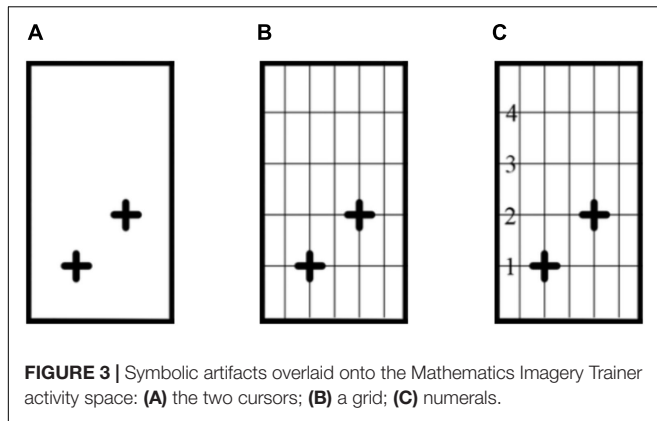 A B C
4
3
2
1
FIGURE 3 | Symbolic artifacts overlaid onto the Mathematics Imagery Trainer
activity space: (A) the two cursors; (B) a grid; (C) numerals.